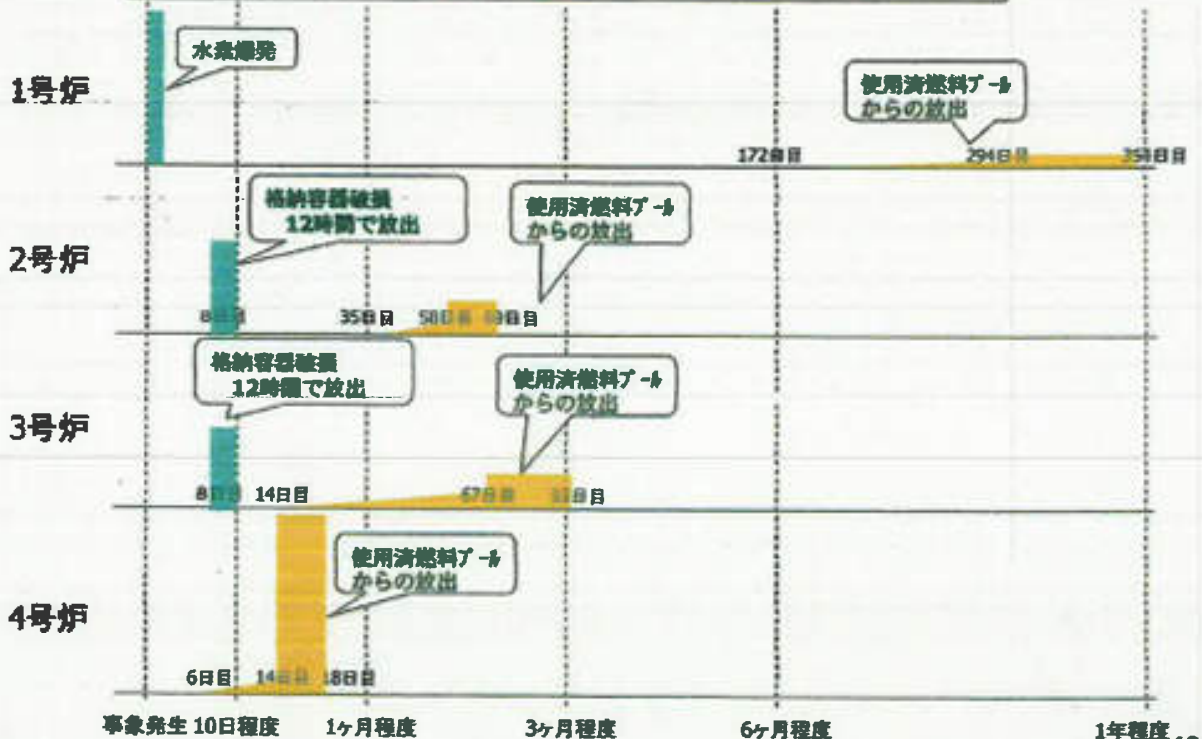 水素爆発
1号炉
使用済燃料プール
からの放出
172日目
294日目
格納容器破損
12時間で放出
使用済燃料プール
からの放出
2号炉
35日目
50日目
格納容器破損
12時間で放出
使用済燃料プール
からの放出
3号炉
14日目
67日目
使用済燃料プール
からの放出
4号炉
6日目 14日目 18日目
事象発生 10日程度 1ヶ月程度 3ヶ月程度 6ヶ月程度 1年程度